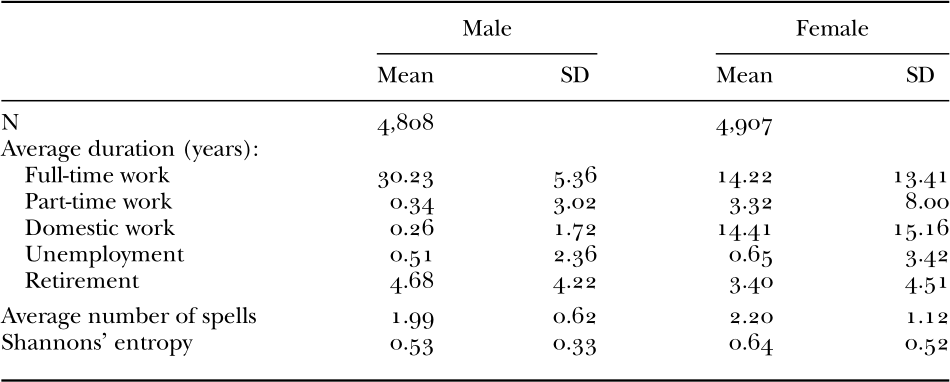 Male Female
Mean SD Mean SD
N 4,808 4,907
Average duration (years):
Full-time work 30.23 5.36 14.22 13.41
Part-time work 0.34 3.02 3.32 8.00
Domestic work 0.26 1.72 14.41 15.16
Unemployment 0.51 2.36 0.65 3.42
Retirement 4.68 4.22 3.40 4.51
Average number of spells 1.99 0.62 2.20 1.12
Shannons' entropy 0.53 0.33 0.64 0.52